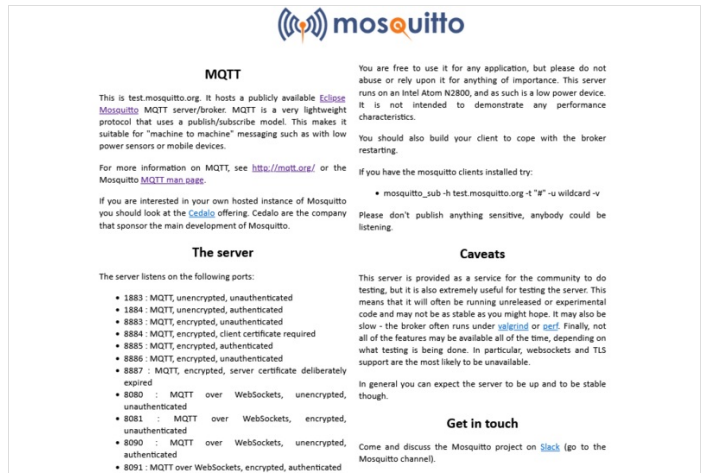 mosquitto
MQTT
This is test.mosquitto.org. It hosts a publicly available Eclipse
Mosquitto MQTT server/broker. MQTT is a very lightweight
protocol that uses a publish/subscribe model. This makes it
suitable for "machine to machine" messaging such as with low
power sensors or mobile devices.
For more information on MQTT, see http://mqtt.org/ or the
Mosquitto MQTT man page.
If you are interested in your own hosted instance of Mosquitto
you should look at the Cedalo offering. Cedalo are the company
that sponsor the main development of Mosquitto.
The server
The server listens on the following ports:
• 1883 : MQTT, unencrypted, unauthenticated
• 1884 : MQTT, unencrypted, authenticated
• 8883 : MQTT, encrypted, unauthenticated
• 8884 : MQTT, encrypted, client certificate required
• 8885 : MQTT, encrypted, authenticated
• 8886 : MQTT, encrypted, unauthenticated
• 8887 : MQTT, encrypted, server certificate deliberately
expired
• 8080 : MQTT over WebSockets, unencrypted,
unauthenticated
• 8081 : MQTT over WebSockets, encrypted,
unauthenticated
• 8090 : MQTT over WebSockets, unencrypted,
authenticated
• 8091 : MQTT over WebSockets, encrypted, authenticated
You are free to use it for any application, but please do not
abuse or rely upon it for anything of importance. This server
runs on an Intel Atom N2800, and as such is a low power device.
It is not intended to demonstrate any performance
characteristics.
You should also build your client to cope with the broker
restarting.
If you have the mosquitto clients installed try:
• mosquitto_sub -h test.mosquitto.org -t "#" -u wildcard -v
Please don't publish anything sensitive, anybody could be
listening.
Caveats
This server is provided as a service for the community to do
testing, but it is also extremely useful for testing the server. This
means that it will often be running unreleased or experimental
code and may not be as stable as you might hope. It may also be
slow - the broker often runs under valgrind or perf. Finally, not
all of the features may be available all of the time, depending on
what testing is being done. In particular, websockets and TLS
support are the most likely to be unavailable.
In general you can expect the server to be up and to be stable
though.
Get in touch
Come and discuss the Mosquitto project on Slack (go to the
Mosquitto channel).